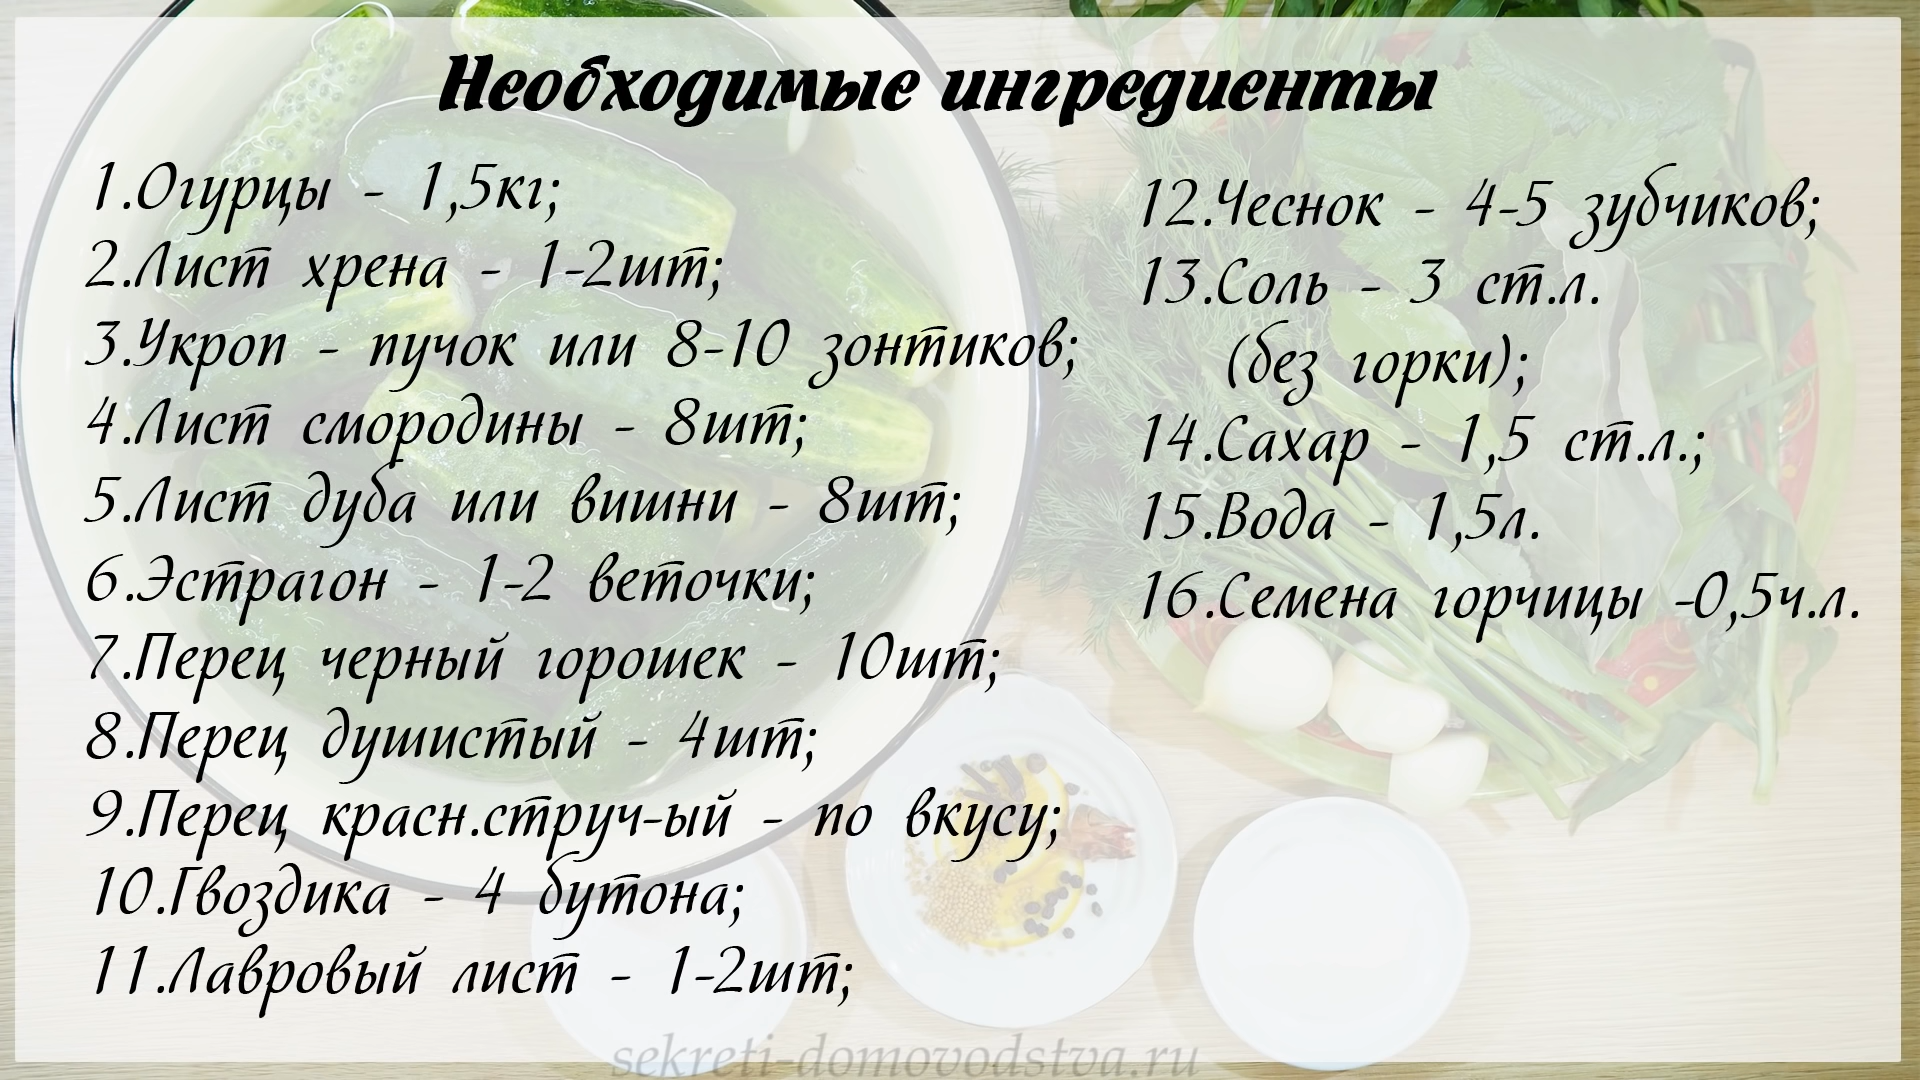 Необходимые ингредиенты
1.Огурцы - 1,5кг;
2.Лист хрена - 1-2шт;
3.Укроп - пучок или 8-10 зонтиков;
4.Лист смородины - 8шт;
5.Лист дуба или вишни - 8шт;
6.Эстрагон - 1-2 веточки;
7.Перец черный горошек - 10шт;
8.Перец душистый - 4шт;
9.Перец красн.струч-ый - по вкусу;
10.Гвоздика - 4 бутона;
11.Лавровый лист - 1-2шт;
12.Чеснок - 4-5 зубчиков;
13.Соль - 3 ст.л.
(без горки);
14.Сахар - 1,5 ст.л.;
15.Вода - 1,5л.
16.Семена горчицы -0,5ч.л.
sekreti-domovodstva.ru